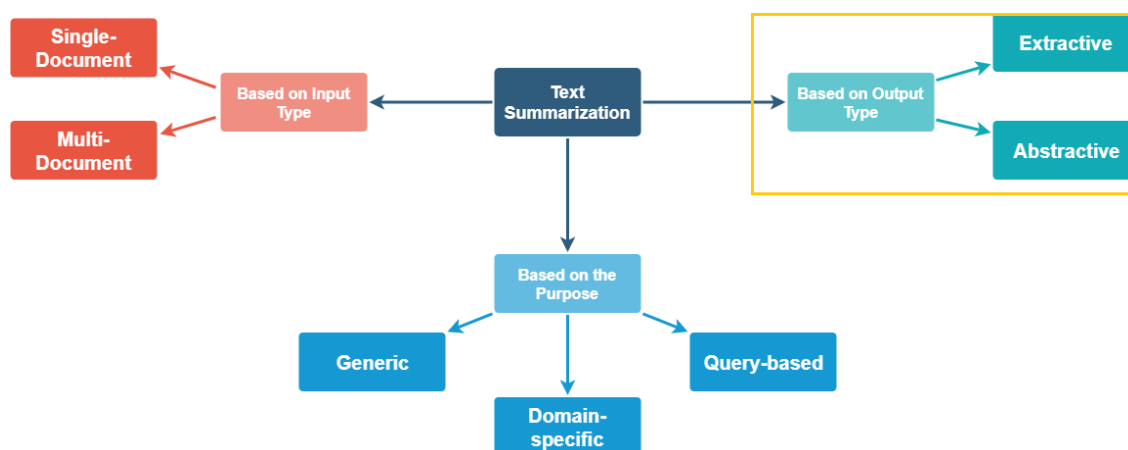 Single-
Document
Multi-
Document
Based on Input
Type
Text
Summarization
Based on Output
Type
Extractive
Abstractive
Based on the
Purpose
Generic
Domain-
specific
Query-based